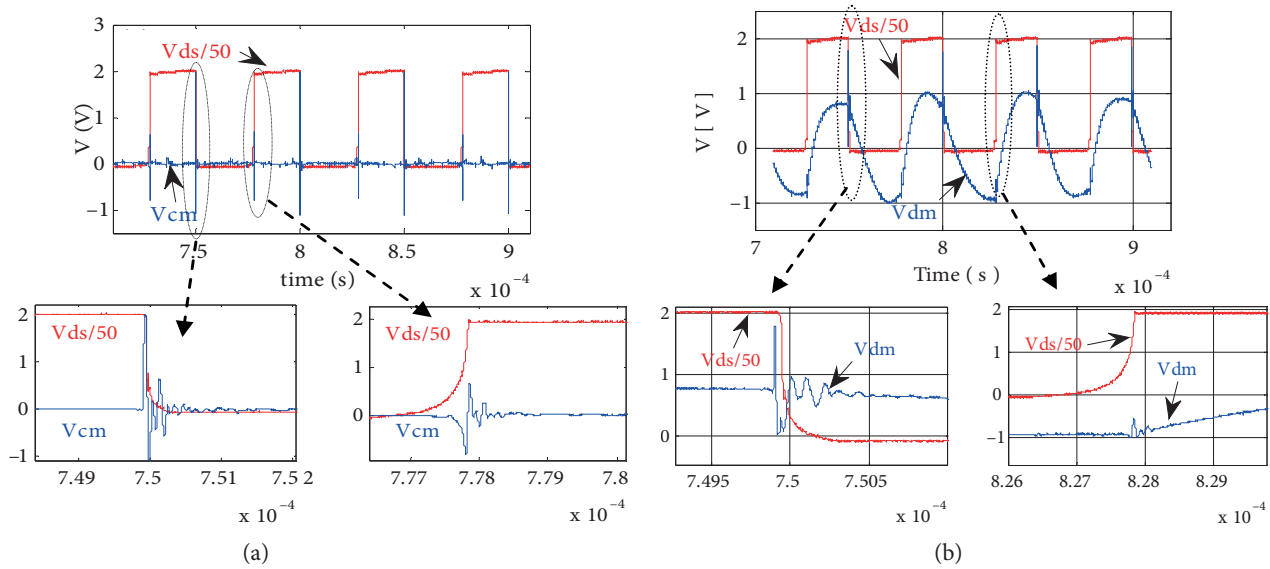 3
2
1
0
−1
V (V)
Vds/50
Vcm
7.5 8 8.5 9
time (s)
x 10 −4
2
1
0
−1
V [ V ]
Vds/50
Vdm
7 8 9
Time ( s )
x 10 −4
2
1
0
−1
Vds/50
Vcm
7.49 7.5 7.51 7.52
x 10 −4
2
1
0
−1
Vds/50
Vcm
7.77 7.78 7.78 7.8
x 10 −4
2
1
0
Vds/50
Vdm
7.495 7.5 7.505
x 10 −4
2
1
0
−1
Vds/50
Vdm
8.26 8.27 8.28 8.29
x 10 −4
(a)
(b)